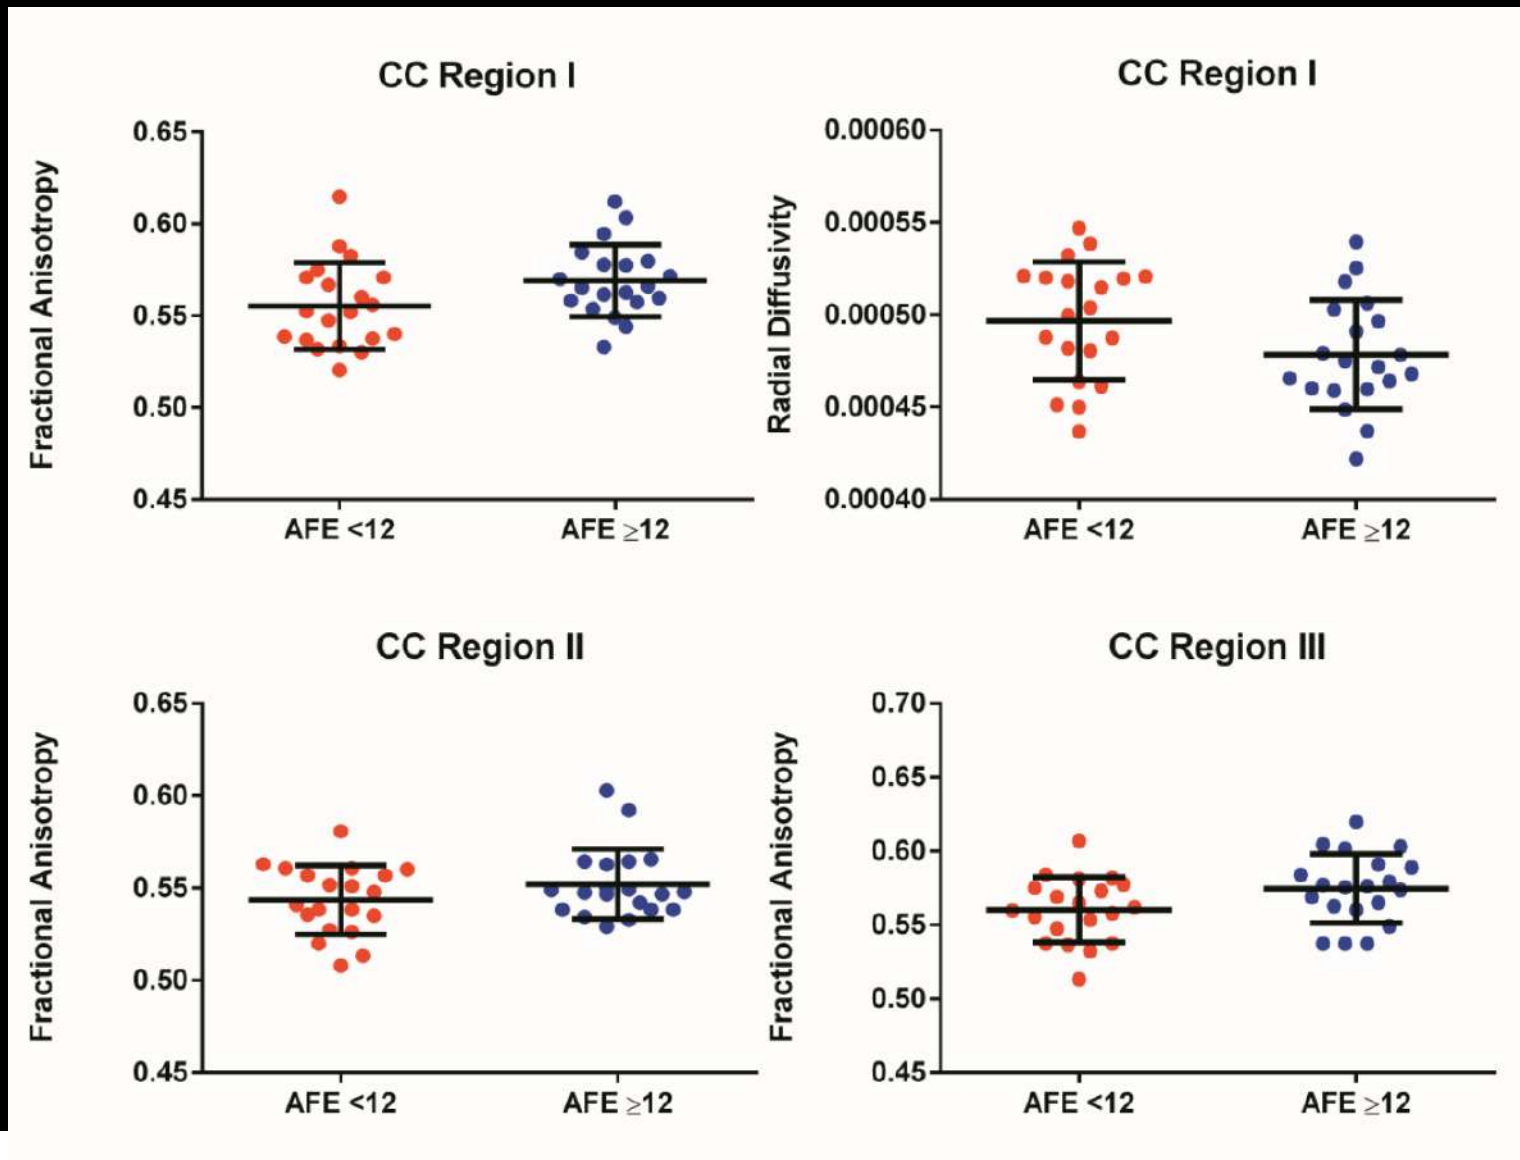 CC Region I
Fractional Anisotropy
0.65
0.60
0.55
0.50
0.45
AFE <12
AFE ≥12
CC Region I
Radial Diffusivity
0.00060
0.00055
0.00050
0.00045
0.00040
AFE <12
AFE ≥12
CC Region II
Fractional Anisotropy
0.65
0.60
0.55
0.50
0.45
AFE <12
AFE ≥12
CC Region III
Fractional Anisotropy
0.70
0.65
0.60
0.55
0.50
0.45
AFE <12
AFE ≥12